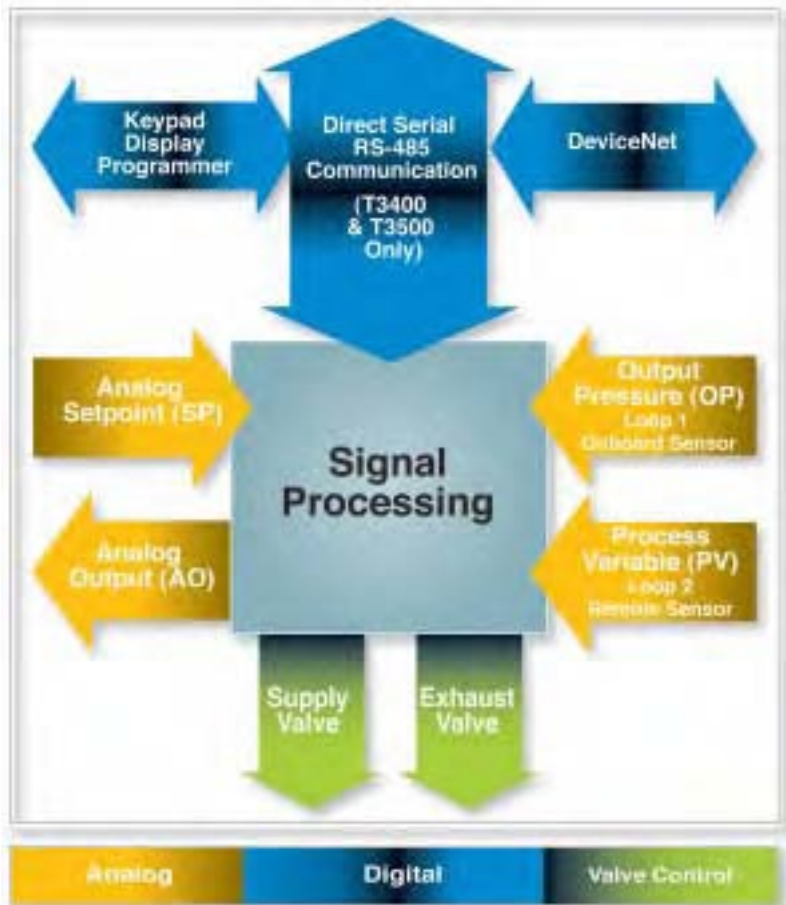 Keypad
Display
Programmer
Direct Serial
RS-485
Communication
(T3400
& T3500
Only)
DeviceNet
Analog
Setpoint (SP)
Output
Pressure (OP)
Loop 1
Onboard Sensor
Signal
Processing
Analog
Output (AO)
Process
Variable (PV)
Loop 2
Remote Sensor
Supply
Valve
Exhaust
Valve
Analog
Digital
Valve Control